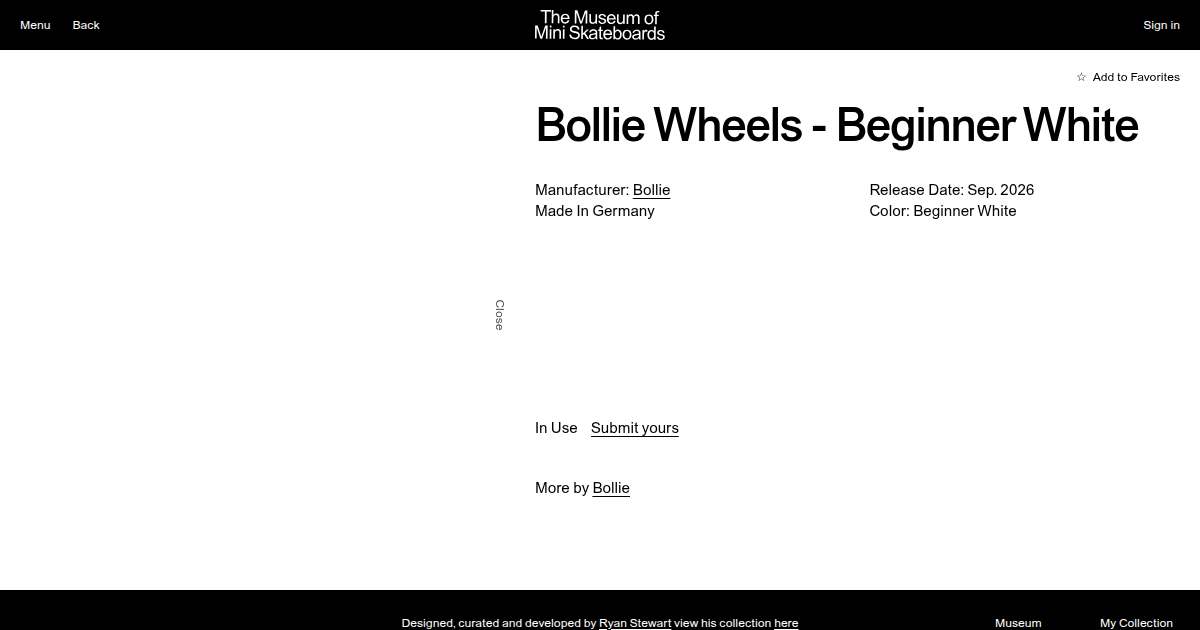 Menu Back
The Museum of
Mini Skateboards
Sign in
☆ Add to Favorites
Bollie Wheels - Beginner White
Manufacturer: Bollie
Made In Germany
Release Date: Sep. 2026
Color: Beginner White
Close
In Use Submit yours
More by Bollie
Designed, curated and developed by Ryan Stewart view his collection here
Museum
My Collection